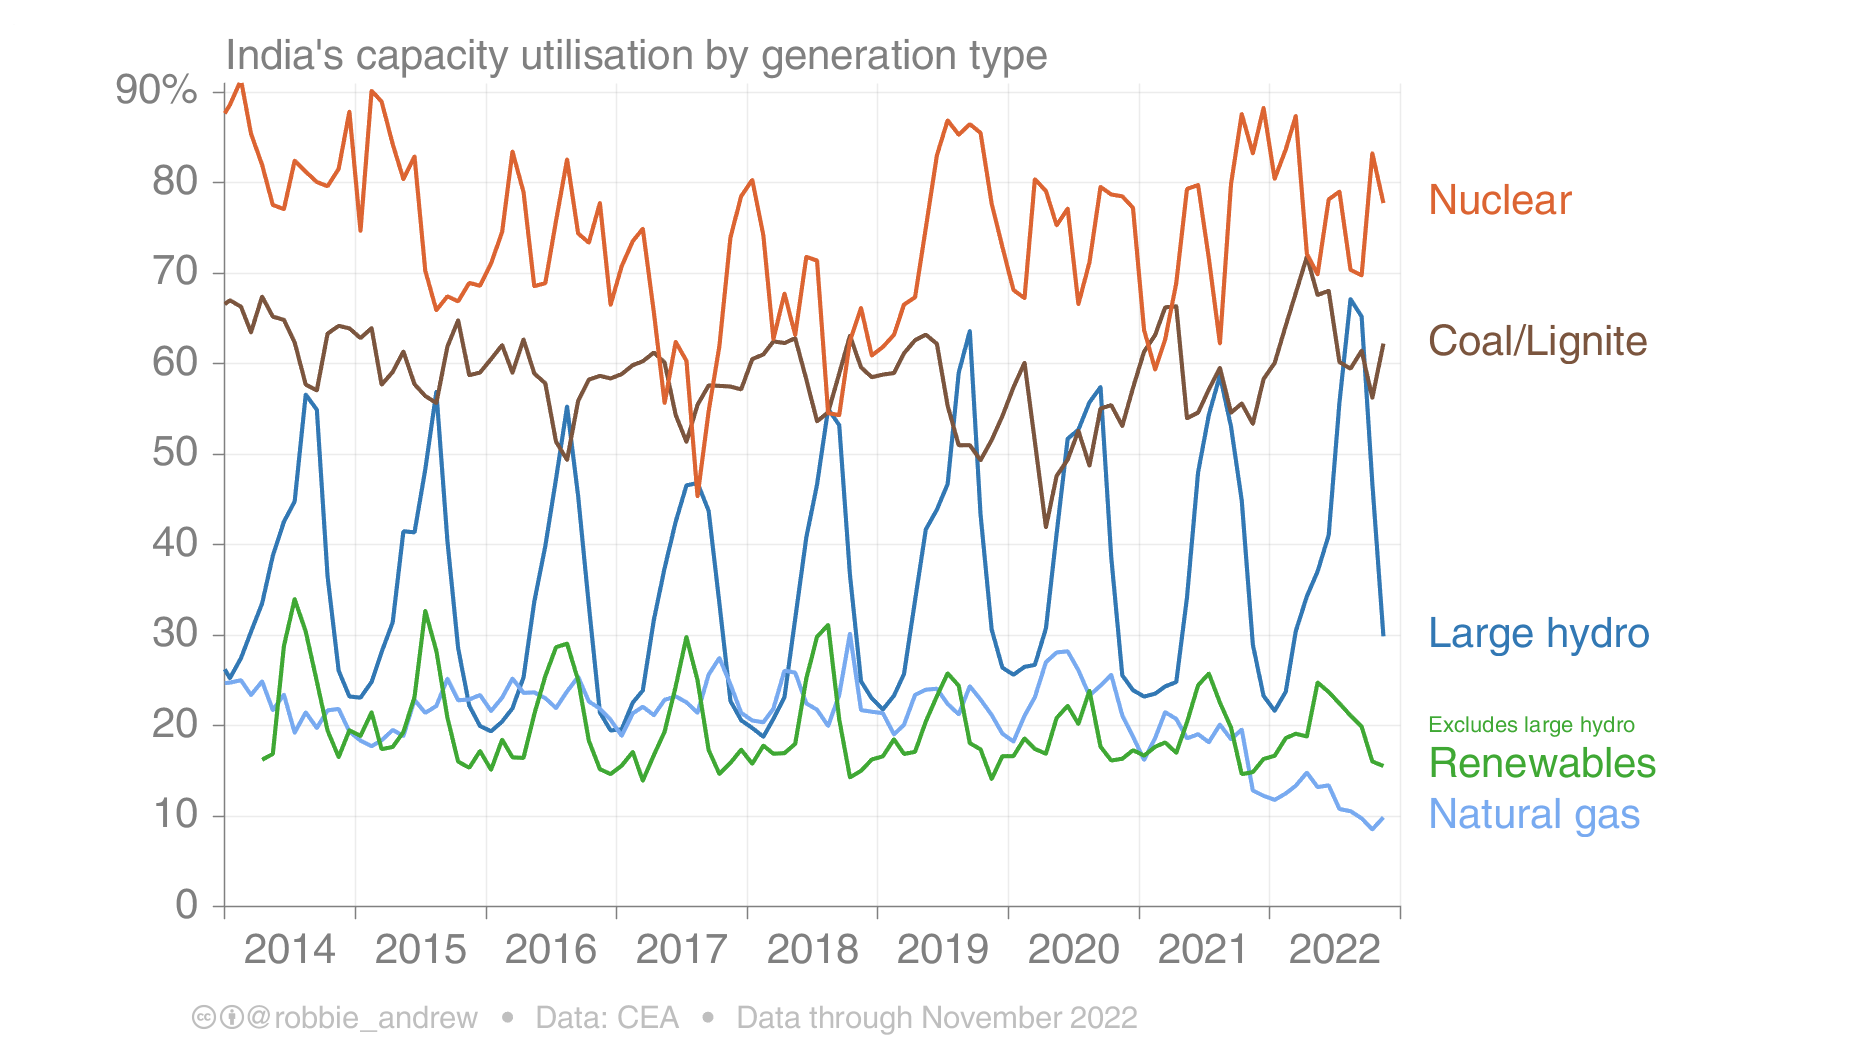 India's capacity utilisation by generation type
90%
80
70
60
50
40
30
20
10
0
2014 2015 2016 2017 2018 2019 2020 2021 2022
Nuclear
Coal/Lignite
Large hydro
Excludes large hydro
Renewables
Natural gas
cc @robbie_andrew • Data: CEA • Data through November 2022